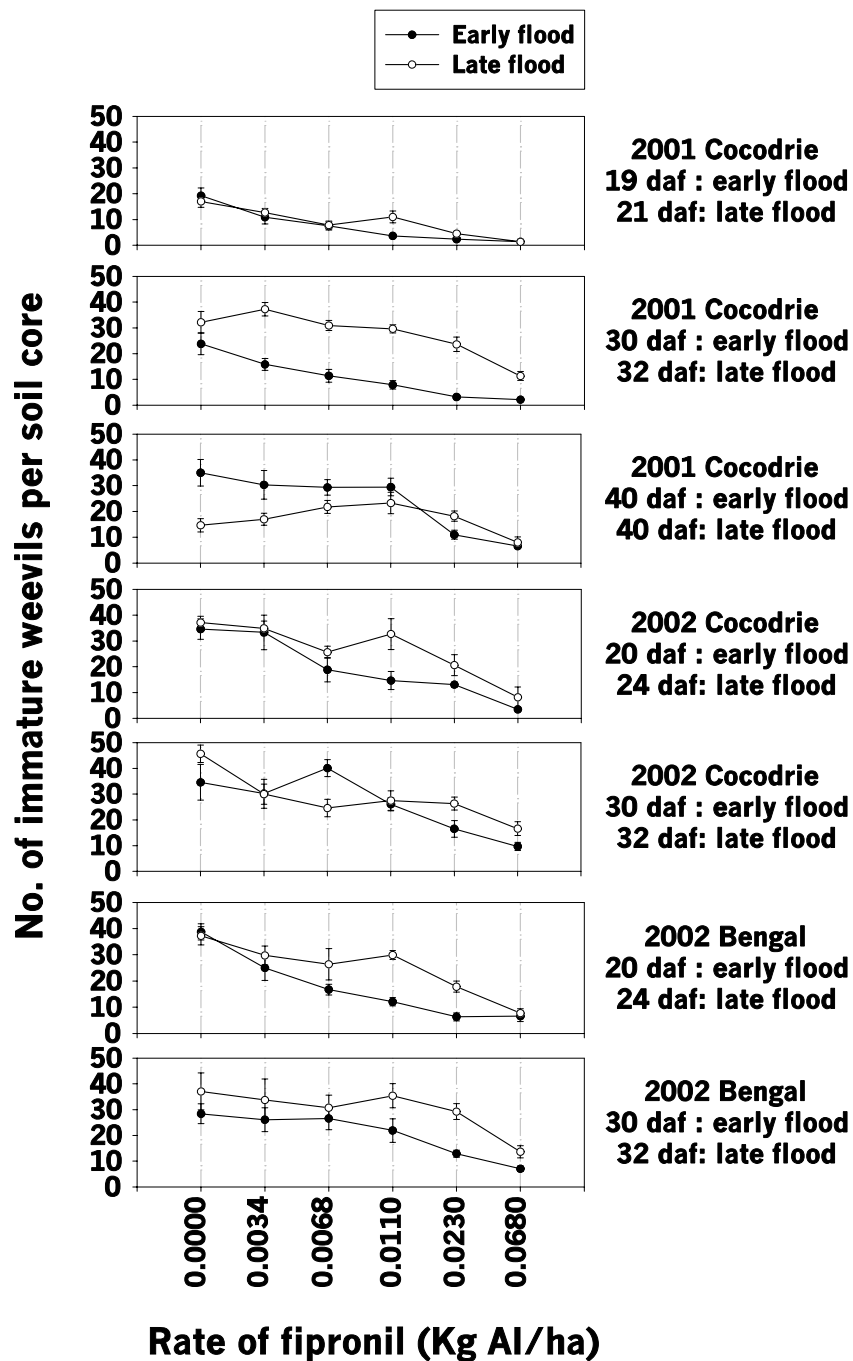 Early flood
Late flood
No. of immature weevils per soil core
50
40
30
20
10
0
2001 Cocodrie
19 daf : early flood
21 daf: late flood
50
40
30
20
10
0
2001 Cocodrie
30 daf : early flood
32 daf: late flood
50
40
30
20
10
0
2001 Cocodrie
40 daf : early flood
40 daf: late flood
50
40
30
20
10
0
2002 Cocodrie
20 daf : early flood
24 daf: late flood
50
40
30
20
10
0
2002 Cocodrie
30 daf : early flood
32 daf: late flood
50
40
30
20
10
0
2002 Bengal
20 daf : early flood
24 daf: late flood
50
40
30
20
10
0
2002 Bengal
30 daf : early flood
32 daf: late flood
0.0000
0.0034
0.0068
0.0110
0.0230
0.0680
Rate of fipronil (Kg AI/ha)